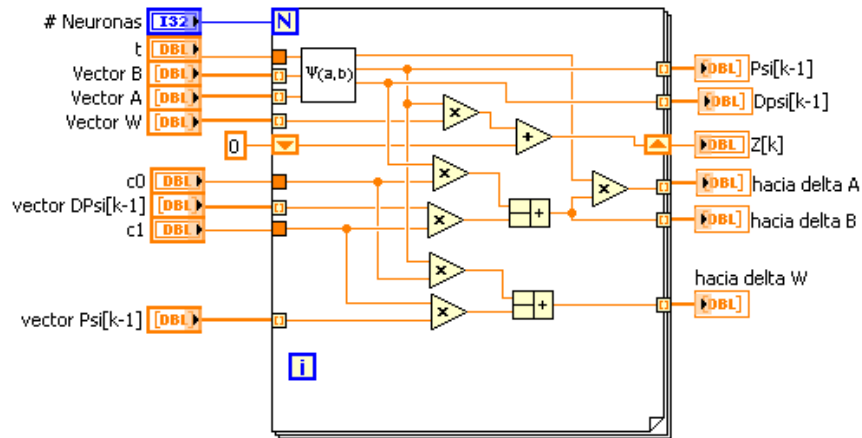 # Neuronas
I32
N
t
DBL
Vector B
[DBL]
Vector A
[DBL]
Vector W
[DBL]
Ψ(a,b)
0
c0
DBL
vector DPsi[k-1]
[DBL]
c1
DBL
vector Psi[k-1]
[DBL]
×
+
×
×
+
×
×
×
+
i
DBL]
Psi[k-1]
DBL]
Dpsi[k-1]
DBL
Z[k]
DBL]
hacia delta A
DBL]
hacia delta B
hacia delta W
DBL]